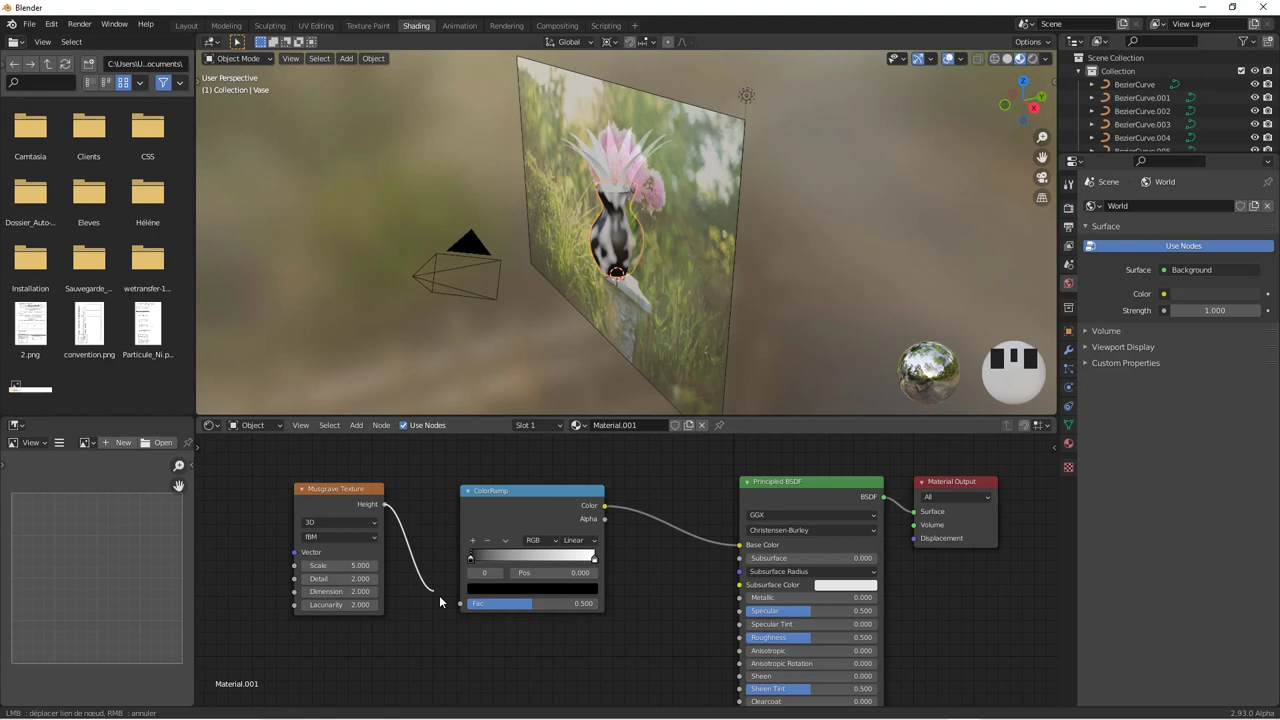 Blender
File Edit Render Window Help Layout Modeling Sculpting UV Editing Texture Paint Shading Animation Rendering Compositing Scripting + Scene View Layer
View Select Object Mode View Select Add Object Global Options
C:\Users\U...ocuments\
User Perspective
(1) Collection | Vase
Scene Collection
Collection
BezierCurve
BezierCurve.001
BezierCurve.002
BezierCurve.003
BezierCurve.004
Camtasia Clients CSS
Dossier_Auto-... Eleves Hélène
Installation Sauvegarde_... wetransfer-1...
2.png convention.png Particule_Ni.p...
Z
Y
X
Scene World
World
Surface
Use Nodes
Surface Background
Color
Strength 1.000
Volume
Viewport Display
Custom Properties
Object View Select Add Node Use Nodes Slot 1 Material.001
View New Open
Musgrave Texture
Height
3D
fBM
Vector
Scale 5.000
Detail 2.000
Dimension 2.000
Lacunarity 2.000
ColorRamp
Color
Alpha
RGB Linear
0 Pos 0.000
Fac 0.500
Principled BSDF
BSDF
GGX
Christensen-Burley
Base Color
Subsurface 0.000
Subsurface Radius
Subsurface Color
Metallic 0.000
Specular 0.500
Specular Tint 0.000
Roughness 0.500
Anisotropic 0.000
Anisotropic Rotation 0.000
Sheen 0.000
Sheen Tint 0.500
Clearcoat 0.000
Material Output
All
Surface
Volume
Displacement
Material.001
LMB : déplacer lien de nœud, RMB : annuler
2.93.0 Alpha